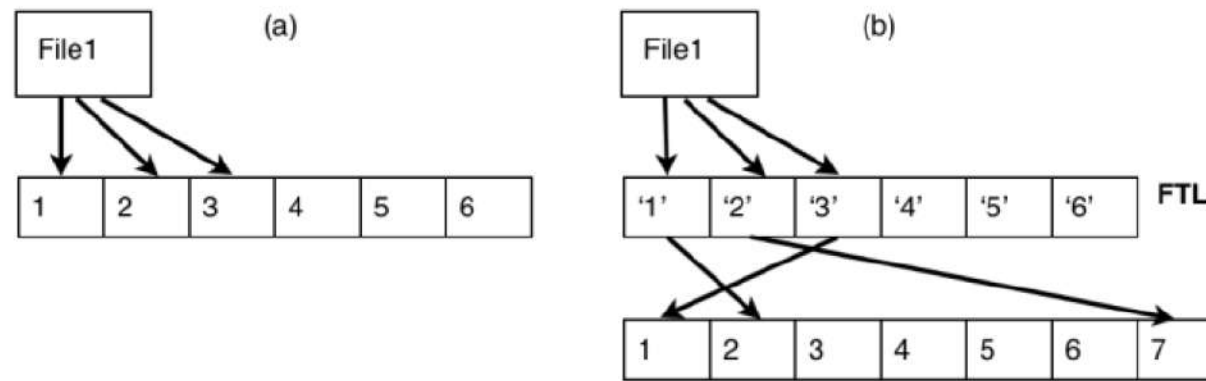 (a)
File1
1 2 3 4 5 6
(b)
File1
‘1’ ‘2’ ‘3’ ‘4’ ‘5’ ‘6’ FTL
1 2 3 4 5 6 7